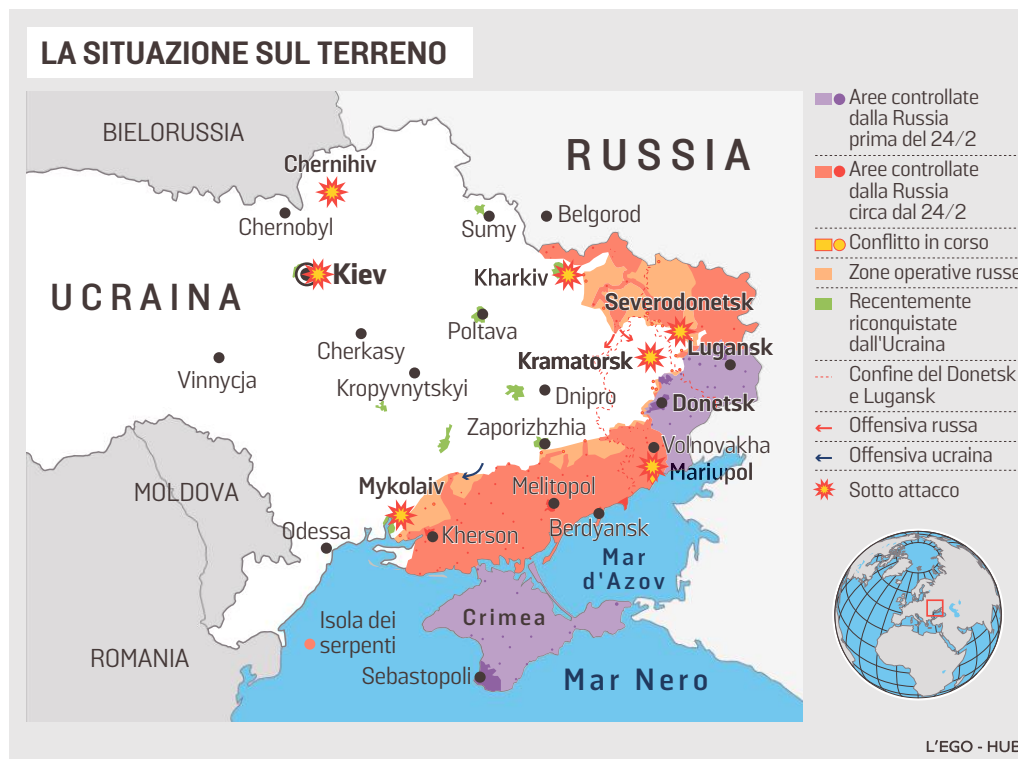 LA SITUAZIONE SUL TERRENO
BIELORUSSIA
RUSSIA
Chernihiv
Chernobyl
Sumy
Belgorod
Kiev
Kharkiv
UCRAINA
Severodonetsk
Poltava
Cherkasy
Kramatorsk
Lugansk
Vinnycja
Kropyvnytskyi
Dnipro
Donetsk
Zaporizhzhia
Volnovakha
Mariupol
MOLDOVA
Mykolaiv
Melitopol
Odessa
Kherson
Berdyansk
Mar
d'Azov
Isola dei
serpenti
Crimea
ROMANIA
Sebastopoli
Mar Nero
Aree controllate
dalla Russia
prima del 24/2
Aree controllate
dalla Russia
circa dal 24/2
Conflitto in corso
Zone operative russe
Recentemente
riconquistate
dall'Ucraina
Confine del Donetsk
e Lugansk
Offensiva russa
Offensiva ucraina
Sotto attacco
L'EGO - HUB